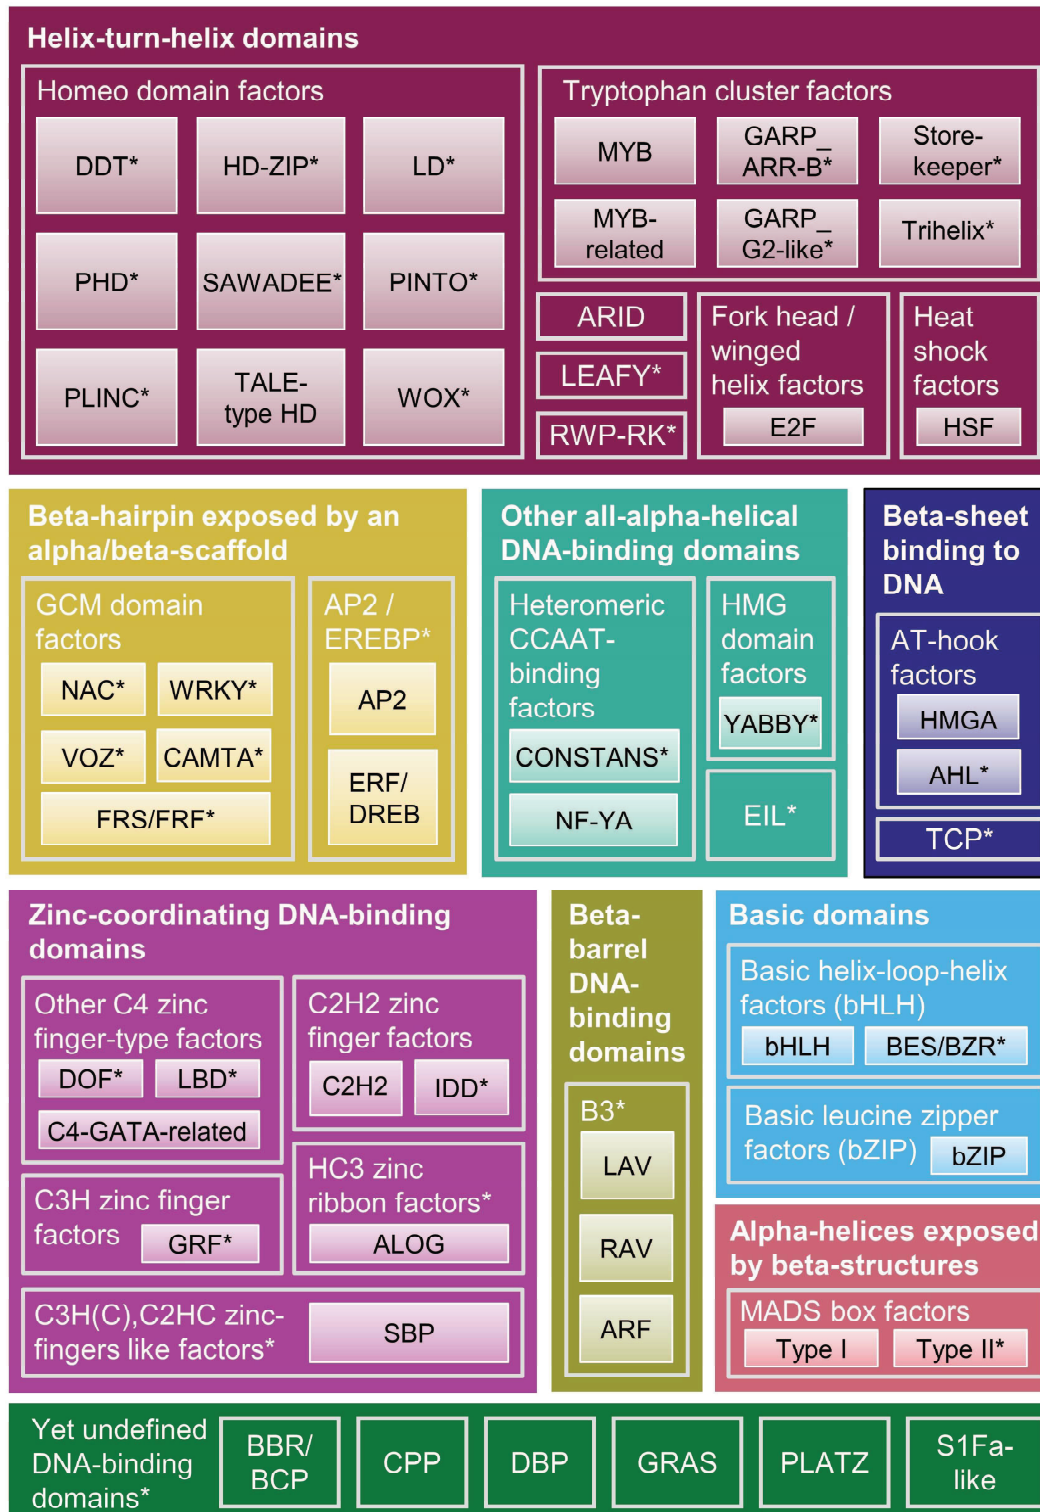 Helix-turn-helix domains
Homeo domain factors
DDT*
HD-ZIP*
LD*
PHD*
SAWADEE*
PINTO*
PLINC*
TALE-
type HD
WOX*
Tryptophan cluster factors
MYB
GARP_
ARR-B*
Store-
keeper*
MYB-
related
GARP_
G2-like*
Trihelix*
ARID
LEAFY*
RWP-RK*
Fork head /
winged
helix factors
E2F
Heat
shock
factors
HSF
Beta-hairpin exposed by an
alpha/beta-scaffold
GCM domain
factors
NAC*
WRKY*
VOZ*
CAMTA*
FRS/FRF*
AP2 /
EREBP*
AP2
ERF/
DREB
Other all-alpha-helical
DNA-binding domains
Heteromeric
CCAAT-
binding
factors
CONSTANS*
NF-YA
HMG
domain
factors
YABBY*
EIL*
Beta-sheet
binding to
DNA
AT-hook
factors
HMGA
AHL*
TCP*
Zinc-coordinating DNA-binding
domains
Other C4 zinc
finger-type factors
DOF*
LBD*
C4-GATA-related
C2H2 zinc
finger factors
C2H2
IDD*
C3H zinc finger
factors
GRF*
HC3 zinc
ribbon factors*
ALOG
C3H(C),C2HC zinc-
fingers like factors*
SBP
Beta-
barrel
DNA-
binding
domains
B3*
LAV
RAV
ARF
Basic domains
Basic helix-loop-helix
factors (bHLH)
bHLH
BES/BZR*
Basic leucine zipper
factors (bZIP)
bZIP
Alpha-helices exposed
by beta-structures
MADS box factors
Type I
Type II*
Yet undefined
DNA-binding
domains*
BBR/
BCP
CPP
DBP
GRAS
PLATZ
S1Fa-
like